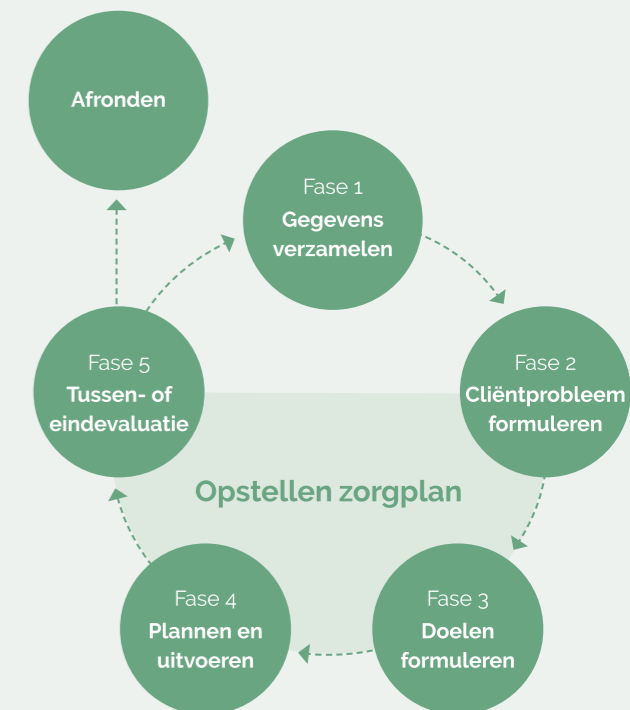 Afronden
Fase 1
Gegevens
verzamelen
Fase 2
Cliëntprobleem
formuleren
Fase 3
Doelen
formuleren
Fase 4
Plannen en
uitvoeren
Fase 5
Tussen- of
eindevaluatie
Opstellen zorgplan